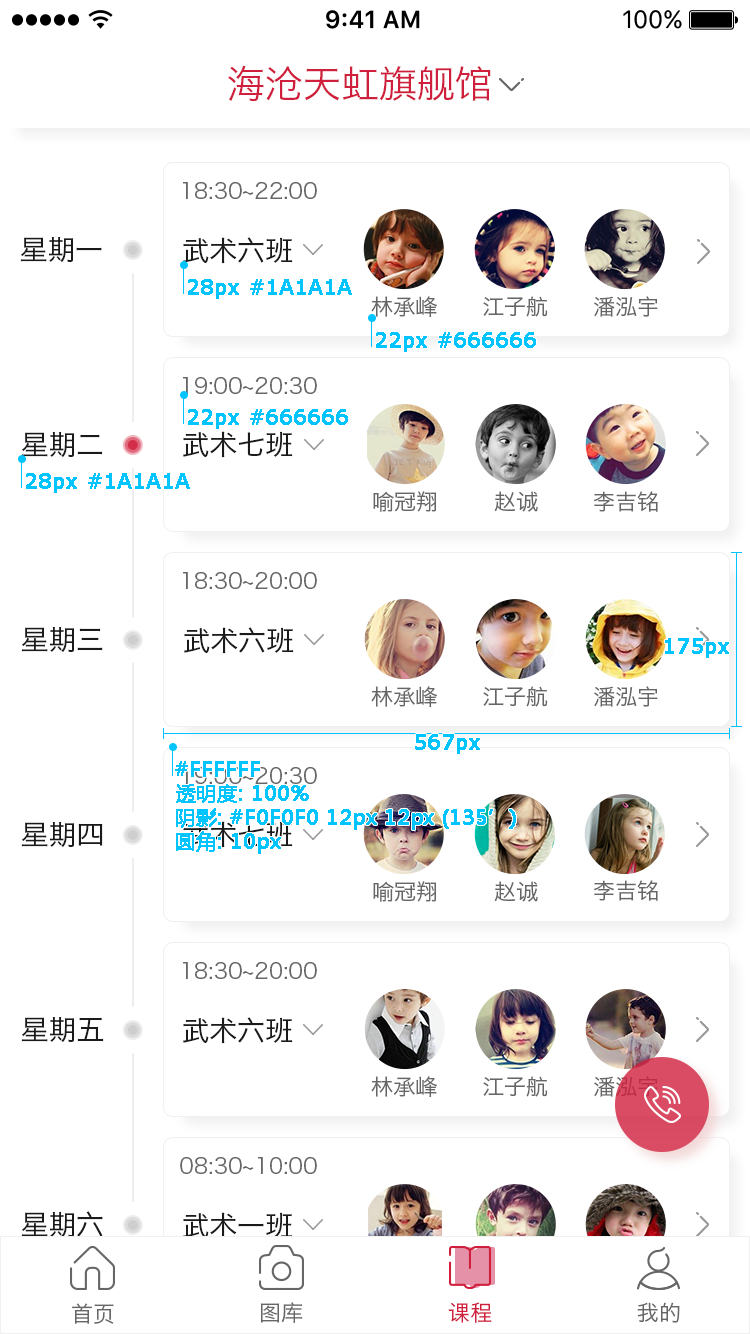 9:41 AM 100%
海沧天虹旗舰馆
18:30~22:00
星期一 武术六班
28px #1A1A1A
林承峰 江子航 潘泓宇
22px #666666
19:00~20:30
22px #666666
星期二 武术七班
28px #1A1A1A
喻冠翔 赵诚 李吉铭
18:30~20:00
星期三 武术六班
175px
林承峰 江子航 潘泓宇
567px
#FFFFFF
19:00~20:30
透明度: 100%
阴影: #F0F0F0 12px 12px (135°)
星期四 武术七班
圆角: 10px
喻冠翔 赵诚 李吉铭
18:30~20:00
星期五 武术六班
林承峰 江子航 潘泓宇
08:30~10:00
星期六 武术一班
首页 图库 课程 我的